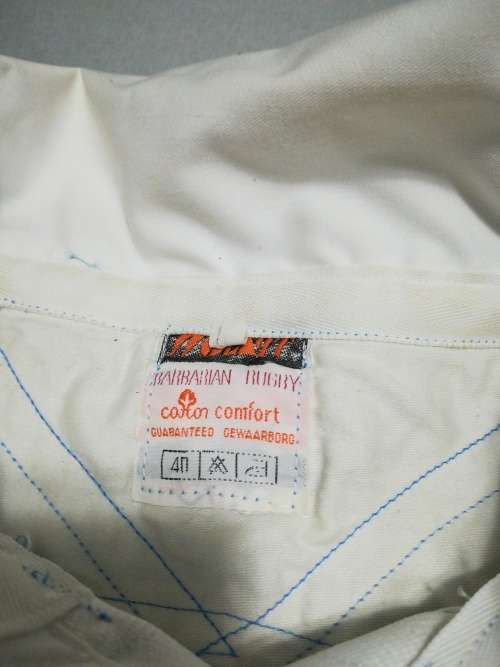 BARBARIAN RUGBY
cotton comfort
GUARANTEED GEWAARBORG
40